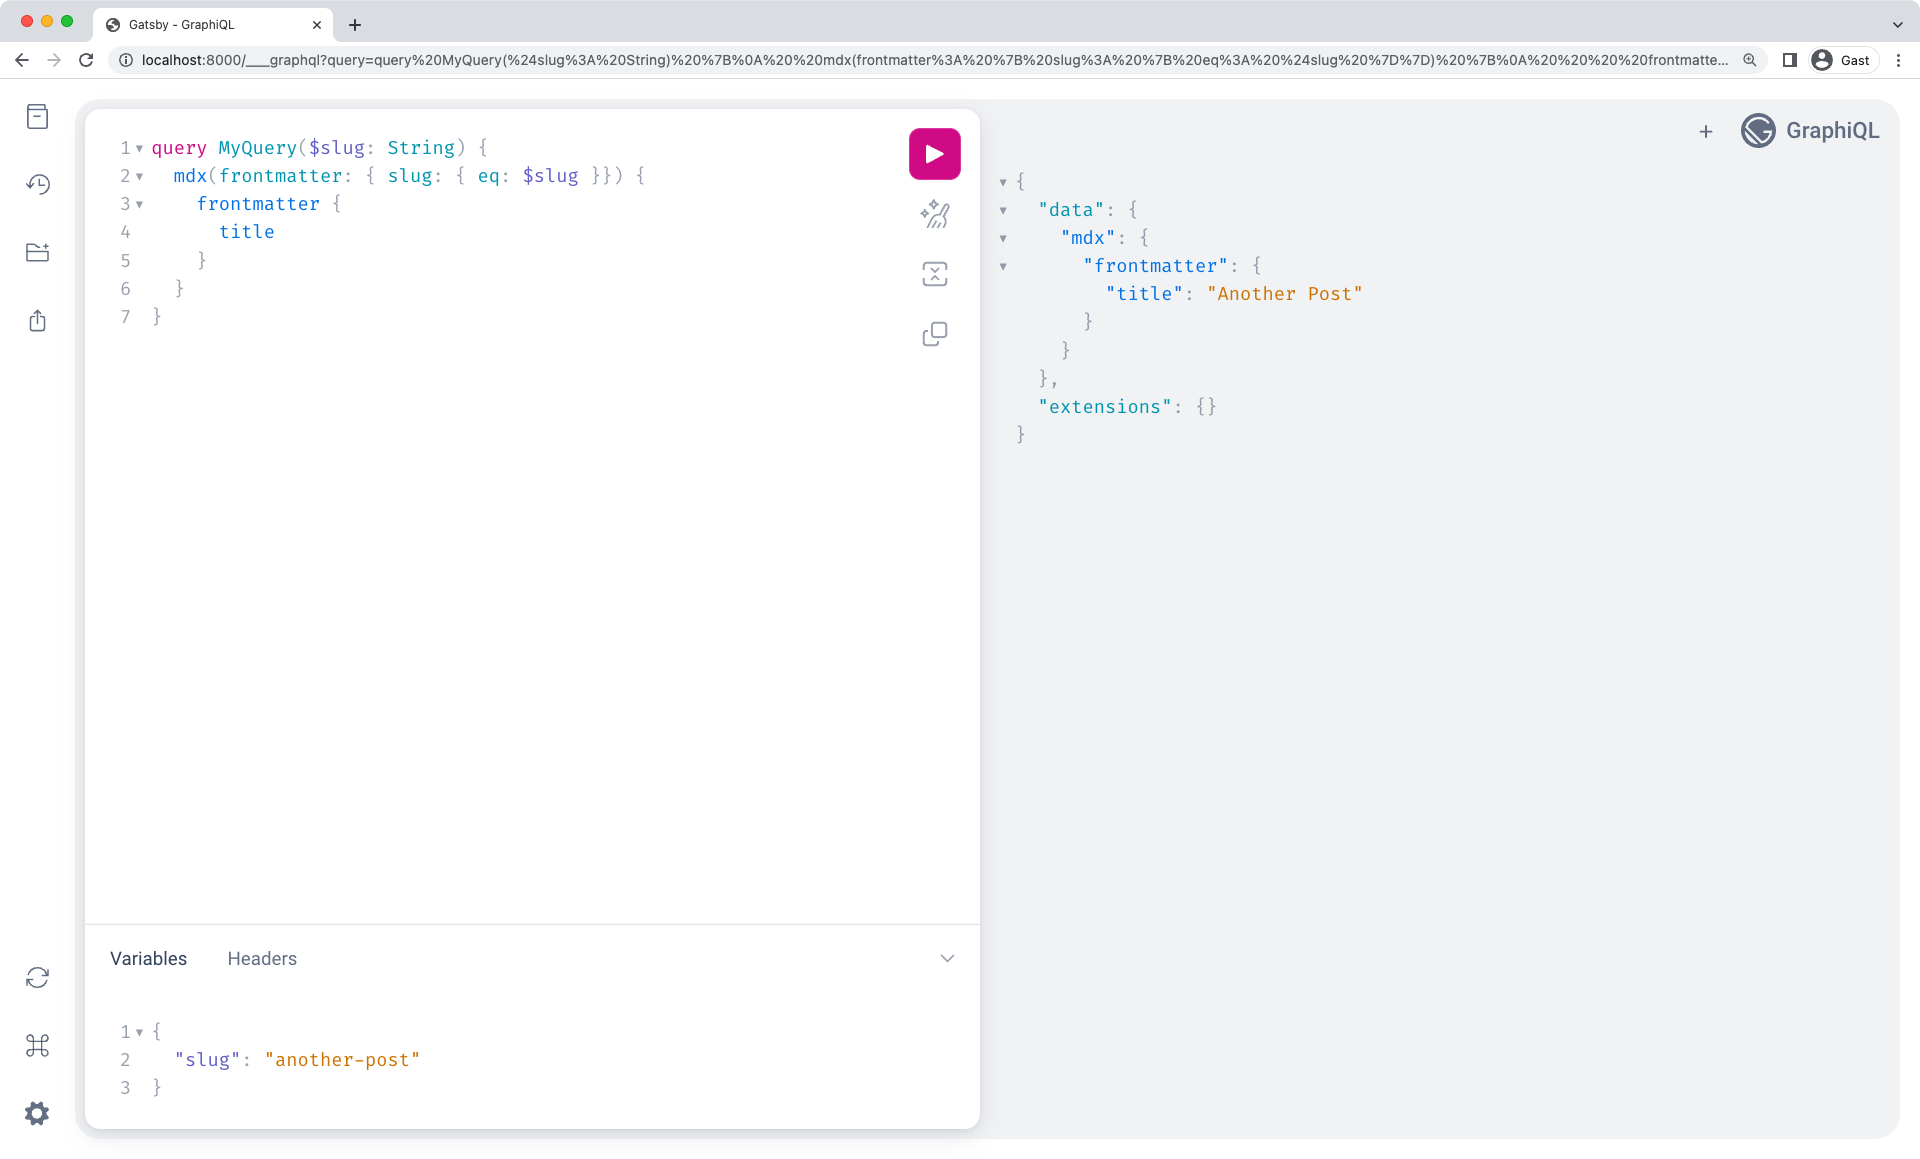 Gatsby - GraphiQL
localhost:8000/___graphql?query=query%20MyQuery(%24slug%3A%20String)%20%7B%0A%20%20mdx(frontmatter%3A%20%7B%20slug%3A%20%7B%20eq%3A%20%24slug%20%7D%7D)%20%7B%0A%20%20%20%20frontmatte...
Gast
1 query MyQuery($slug: String) {
2 mdx(frontmatter: { slug: { eq: $slug }}) {
3 frontmatter {
4 title
5 }
6 }
7 }
Variables Headers
1 {
2 "slug": "another-post"
3 }
+ GraphiQL
{
"data": {
"mdx": {
"frontmatter": {
"title": "Another Post"
}
}
},
"extensions": {}
}